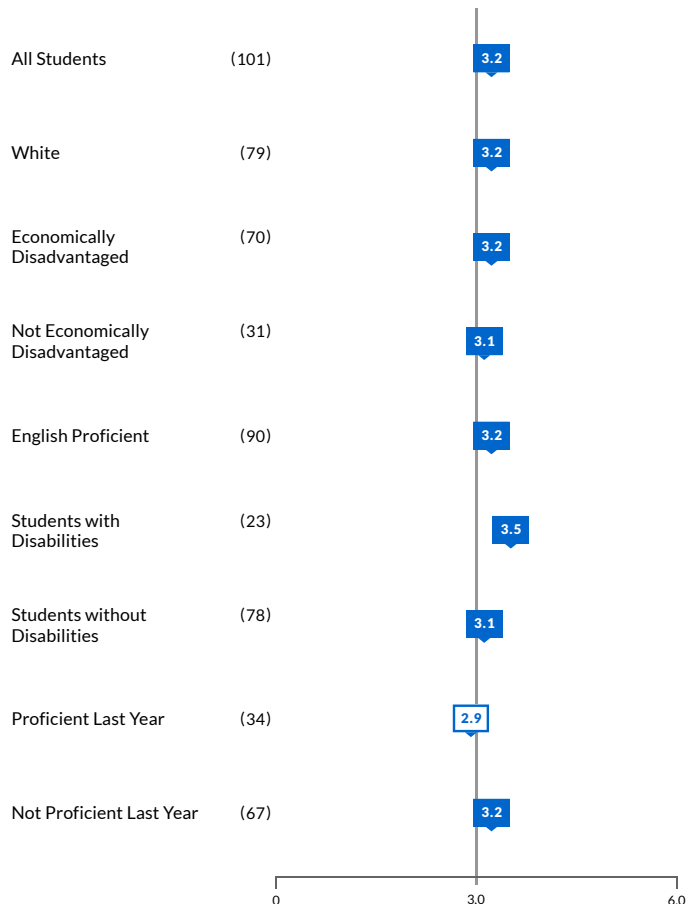 All Students (101) 3.2
White (79) 3.2
Economically (70) 3.2
Disadvantaged
Not Economically (31) 3.1
Disadvantaged
English Proficient (90) 3.2
Students with (23) 3.5
Disabilities
Students without (78) 3.1
Disabilities
Proficient Last Year (34) 2.9
Not Proficient Last Year (67) 3.2
0 3.0 6.0